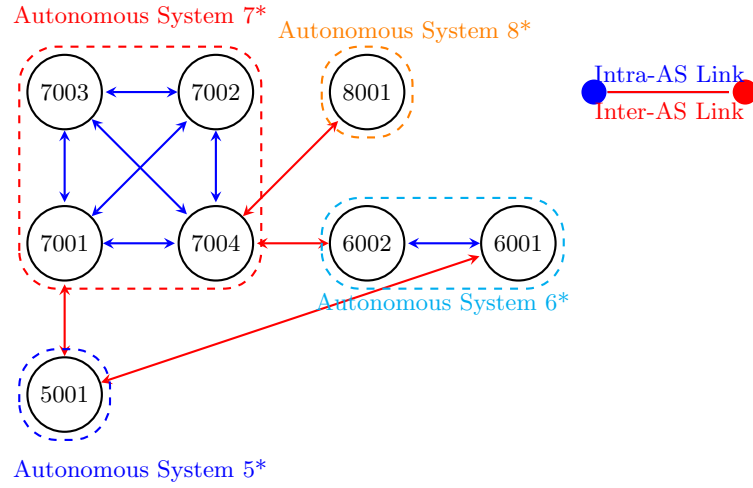 Autonomous System 7*
Autonomous System 8*
7003
7002
8001
Intra-AS Link
Inter-AS Link
7001
7004
6002
6001
Autonomous System 6*
5001
Autonomous System 5*